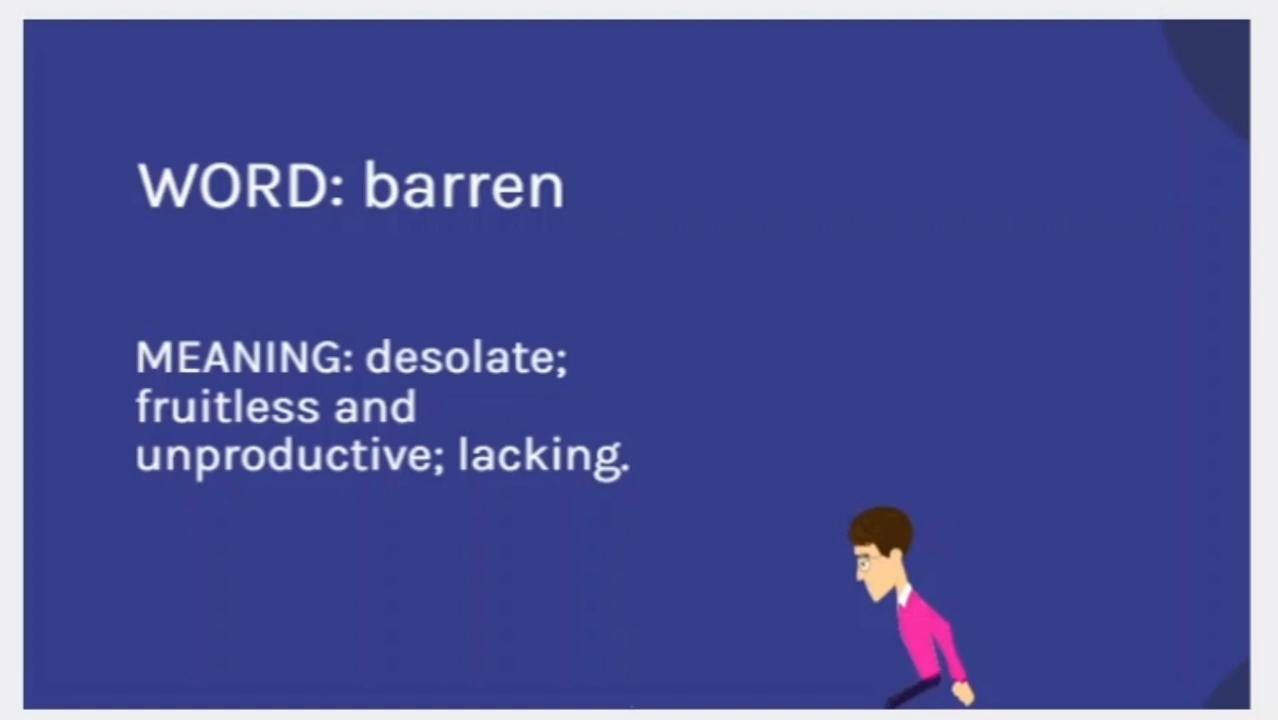 WORD: barren
MEANING: desolate;
fruitless and
unproductive; lacking.